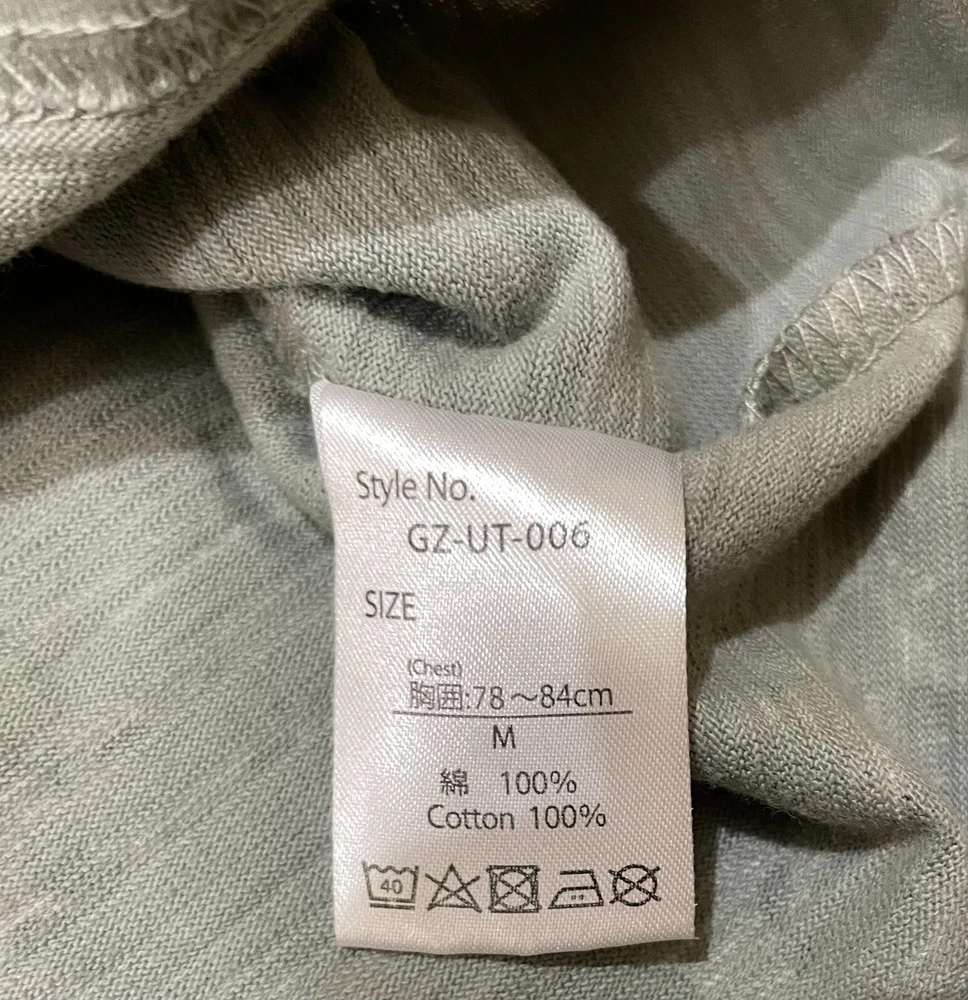 Style No.
GZ-UT-006
SIZE
(Chest)
胸囲:78～84cm
M
綿 100%
Cotton 100%
40